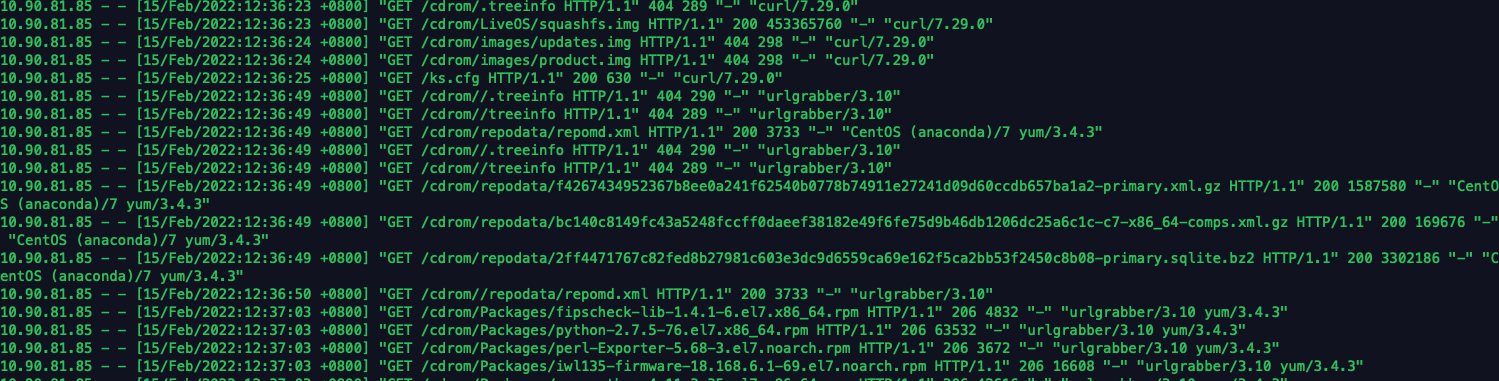 10.90.81.85 - - [15/Feb/2022:12:36:23 +0800] "GET /cdrom/.treeinfo HTTP/1.1" 404 289 "-" "curl/7.29.0"
10.90.81.85 - - [15/Feb/2022:12:36:23 +0800] "GET /cdrom/LiveOS/squashfs.img HTTP/1.1" 200 453365760 "-" "curl/7.29.0"
10.90.81.85 - - [15/Feb/2022:12:36:24 +0800] "GET /cdrom/images/updates.img HTTP/1.1" 404 298 "-" "curl/7.29.0"
10.90.81.85 - - [15/Feb/2022:12:36:24 +0800] "GET /cdrom/images/product.img HTTP/1.1" 404 298 "-" "curl/7.29.0"
10.90.81.85 - - [15/Feb/2022:12:36:25 +0800] "GET /ks.cfg HTTP/1.1" 200 630 "-" "curl/7.29.0"
10.90.81.85 - - [15/Feb/2022:12:36:49 +0800] "GET /cdrom//.treeinfo HTTP/1.1" 404 290 "-" "urlgrabber/3.10"
10.90.81.85 - - [15/Feb/2022:12:36:49 +0800] "GET /cdrom//treeinfo HTTP/1.1" 404 289 "-" "urlgrabber/3.10"
10.90.81.85 - - [15/Feb/2022:12:36:49 +0800] "GET /cdrom/repodata/repomd.xml HTTP/1.1" 200 3733 "-" "CentOS (anaconda)/7 yum/3.4.3"
10.90.81.85 - - [15/Feb/2022:12:36:49 +0800] "GET /cdrom//.treeinfo HTTP/1.1" 404 290 "-" "urlgrabber/3.10"
10.90.81.85 - - [15/Feb/2022:12:36:49 +0800] "GET /cdrom//treeinfo HTTP/1.1" 404 289 "-" "urlgrabber/3.10"
10.90.81.85 - - [15/Feb/2022:12:36:49 +0800] "GET /cdrom/repodata/f4267434952367b8ee0a241f62540b0778b74911e27241d09d60ccdb657ba1a2-primary.xml.gz HTTP/1.1" 200 1587580 "-" "CentO
S (anaconda)/7 yum/3.4.3"
10.90.81.85 - - [15/Feb/2022:12:36:49 +0800] "GET /cdrom/repodata/bc140c8149fc43a5248fccff0daeef38182e49f6fe75d9b46db1206dc25a6c1c-c7-x86_64-comps.xml.gz HTTP/1.1" 200 169676 "-"
"CentOS (anaconda)/7 yum/3.4.3"
10.90.81.85 - - [15/Feb/2022:12:36:49 +0800] "GET /cdrom/repodata/2ff4471767c82fed8b27981c603e3dc9d6559ca69e162f5ca2bb53f2450c8b08-primary.sqlite.bz2 HTTP/1.1" 200 3302186 "-" "C
entOS (anaconda)/7 yum/3.4.3"
10.90.81.85 - - [15/Feb/2022:12:36:50 +0800] "GET /cdrom//repodata/repomd.xml HTTP/1.1" 200 3733 "-" "urlgrabber/3.10"
10.90.81.85 - - [15/Feb/2022:12:37:03 +0800] "GET /cdrom/Packages/fipscheck-lib-1.4.1-6.el7.x86_64.rpm HTTP/1.1" 206 4832 "-" "urlgrabber/3.10 yum/3.4.3"
10.90.81.85 - - [15/Feb/2022:12:37:03 +0800] "GET /cdrom/Packages/python-2.7.5-76.el7.x86_64.rpm HTTP/1.1" 206 63532 "-" "urlgrabber/3.10 yum/3.4.3"
10.90.81.85 - - [15/Feb/2022:12:37:03 +0800] "GET /cdrom/Packages/perl-Exporter-5.68-3.el7.noarch.rpm HTTP/1.1" 206 3672 "-" "urlgrabber/3.10 yum/3.4.3"
10.90.81.85 - - [15/Feb/2022:12:37:03 +0800] "GET /cdrom/Packages/iwl135-firmware-18.168.6.1-69.el7.noarch.rpm HTTP/1.1" 206 16608 "-" "urlgrabber/3.10 yum/3.4.3"